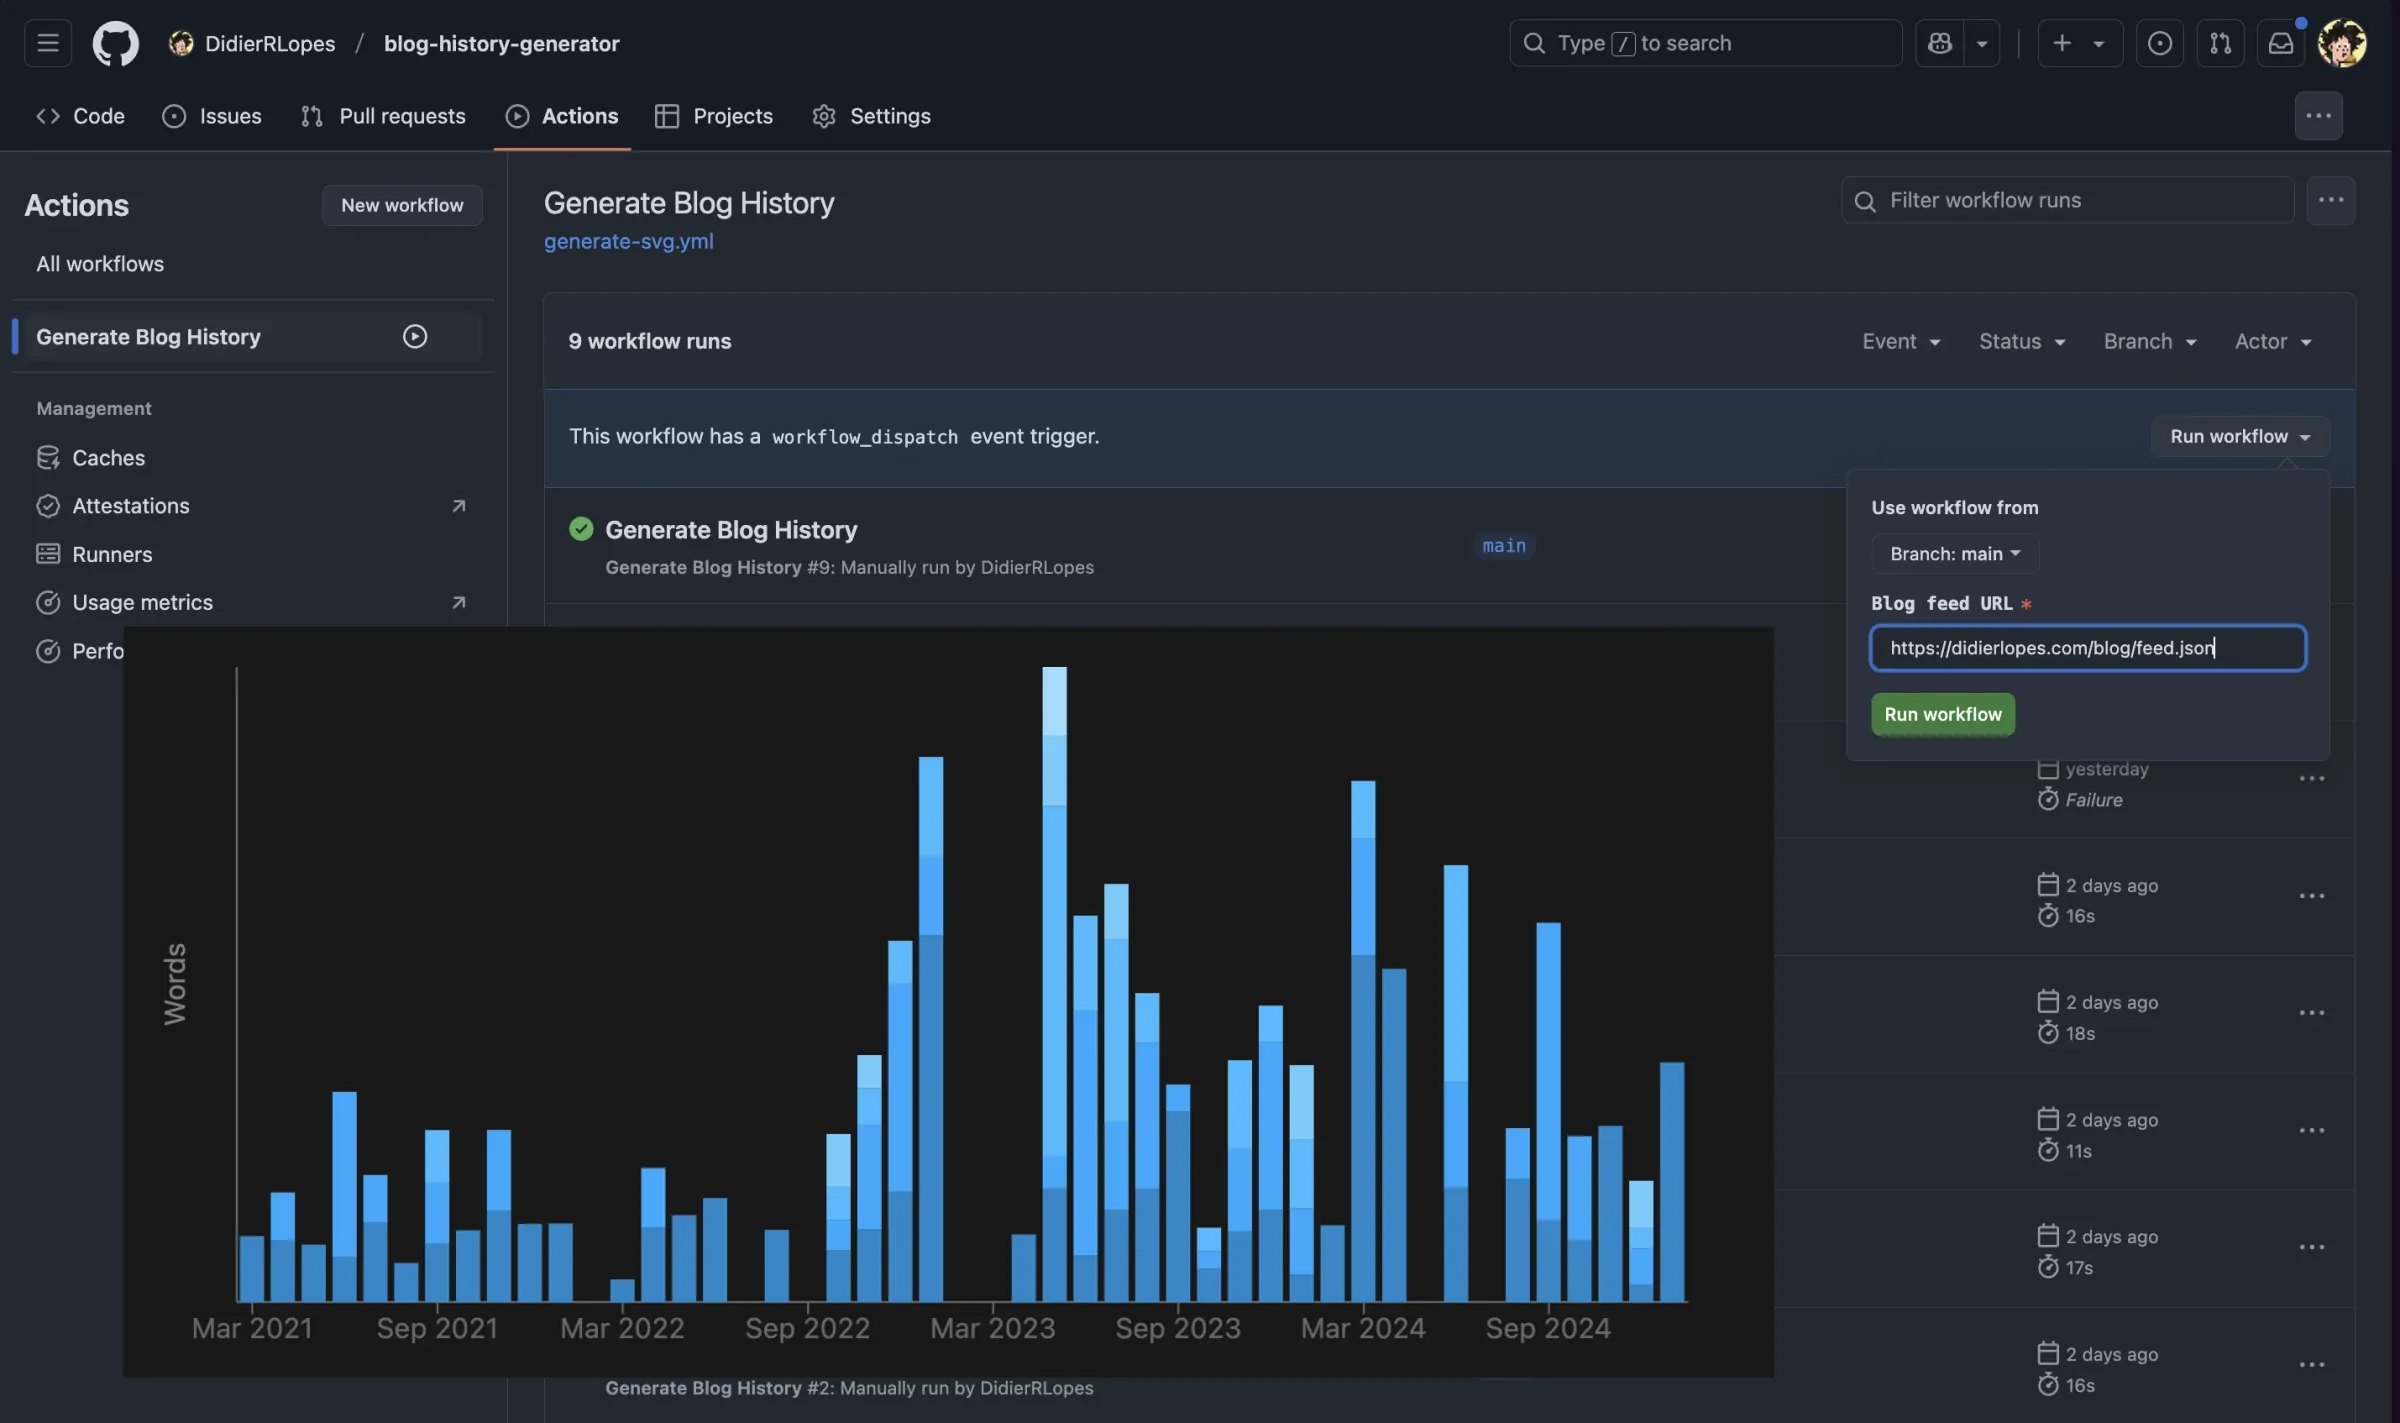 DidierRLopes / blog-history-generator
Type / to search
Code
Issues
Pull requests
Actions
Projects
Settings
Actions
New workflow
All workflows
Generate Blog History
Management
Caches
Attestations
Runners
Usage metrics
Perfo
Generate Blog History
generate-svg.yml
Filter workflow runs
9 workflow runs
Event
Status
Branch
Actor
This workflow has a workflow_dispatch event trigger.
Run workflow
Use workflow from
Branch: main
Blog feed URL *
https://didierlopes.com/blog/feed.json
Run workflow
Generate Blog History
Generate Blog History #9: Manually run by DidierRLopes
main
yesterday
Failure
2 days ago
16s
2 days ago
18s
2 days ago
11s
2 days ago
17s
2 days ago
16s
Words
Mar 2021
Sep 2021
Mar 2022
Sep 2022
Mar 2023
Sep 2023
Mar 2024
Sep 2024
Generate Blog History #2: Manually run by DidierRLopes